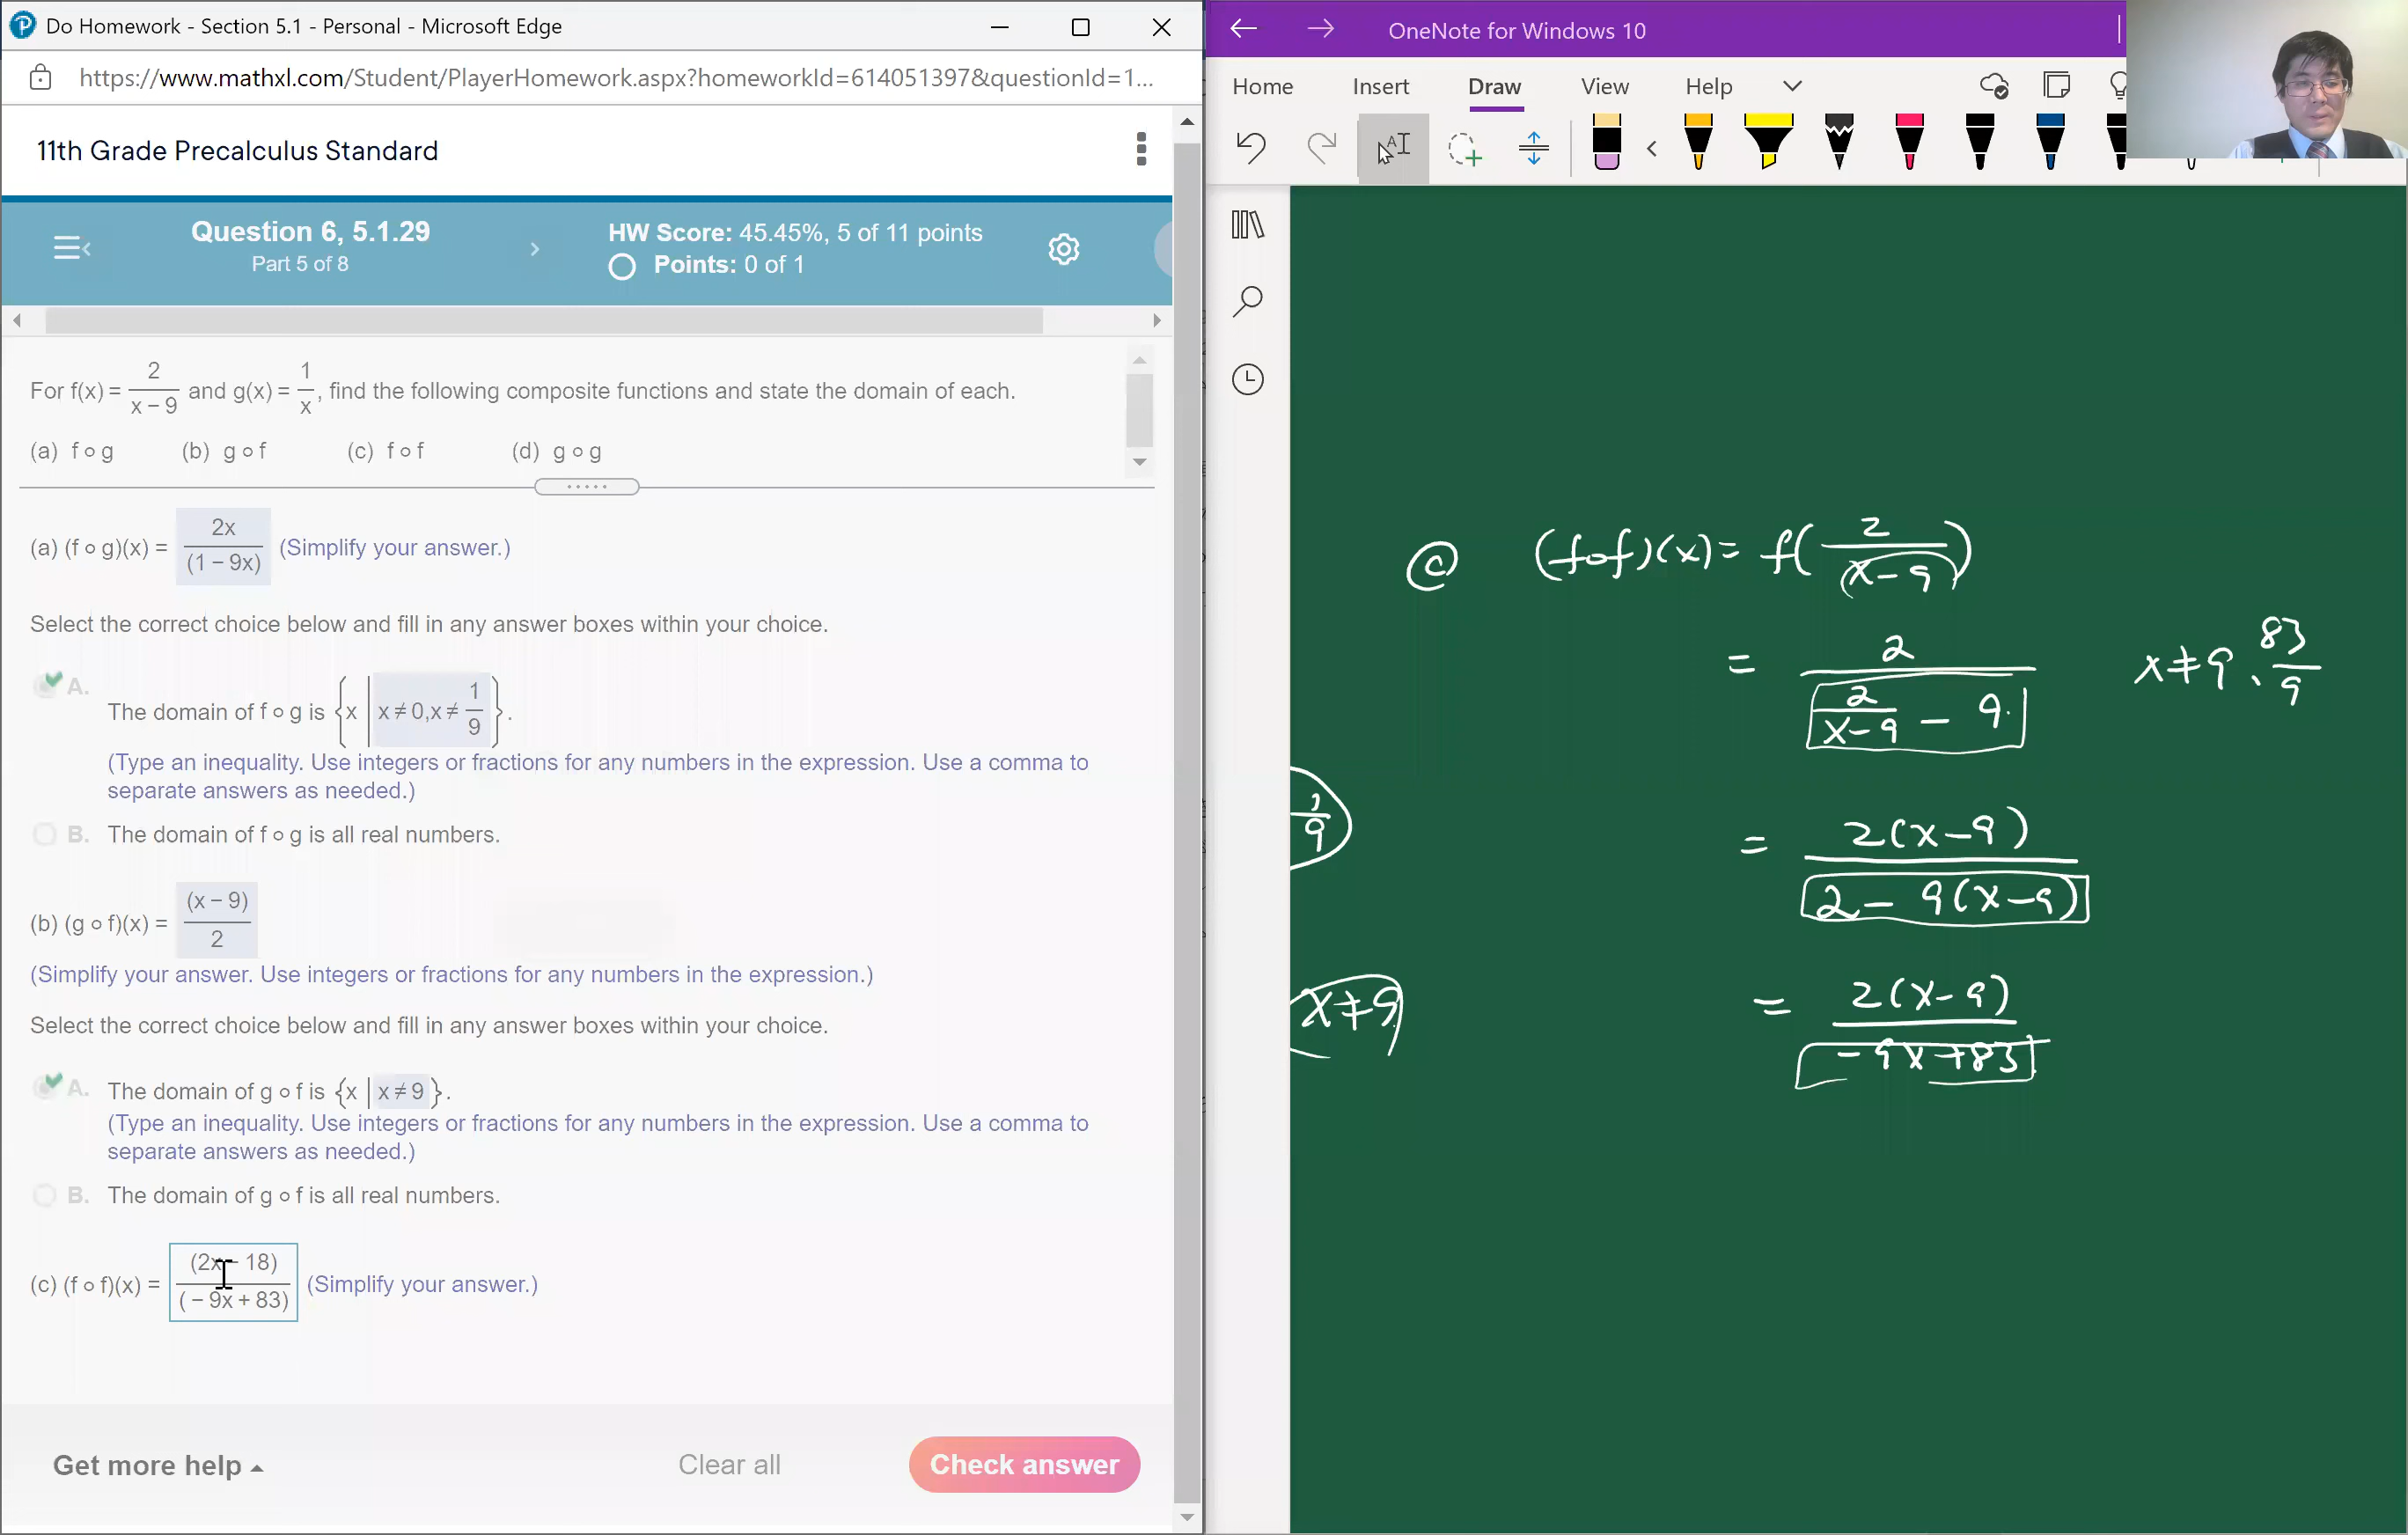 Do Homework - Section 5.1 - Personal - Microsoft Edge
https://www.mathxl.com/Student/PlayerHomework.aspx?homeworkId=614051397&questionId=1...
11th Grade Precalculus Standard
Question 6, 5.1.29
Part 5 of 8
HW Score: 45.45%, 5 of 11 points
Points: 0 of 1
For f(x) = 2/(x − 9) and g(x) = 1/x, find the following composite functions and state the domain of each.
(a) f∘g (b) g∘f (c) f∘f (d) g∘g
(a) (f∘g)(x) = 2x/(1 − 9x) (Simplify your answer.)
Select the correct choice below and fill in any answer boxes within your choice.
A. The domain of f∘g is {x | x ≠ 0, x ≠ 1/9}.
(Type an inequality. Use integers or fractions for any numbers in the expression. Use a comma to
separate answers as needed.)
B. The domain of f∘g is all real numbers.
(b) (g∘f)(x) = (x − 9)/2
(Simplify your answer. Use integers or fractions for any numbers in the expression.)
Select the correct choice below and fill in any answer boxes within your choice.
A. The domain of g∘f is {x | x ≠ 9}.
(Type an inequality. Use integers or fractions for any numbers in the expression. Use a comma to
separate answers as needed.)
B. The domain of g∘f is all real numbers.
(c) (f∘f)(x) = (2x − 18)/(− 9x + 83) (Simplify your answer.)
Get more help
Clear all
Check answer
OneNote for Windows 10
Home Insert Draw View Help
ⓒ (f∘f)(x) = f(2/(x−9))
= 2/(2/(x−9) − 9) x≠9, 83/9
1/9
= 2(x−9)/(2 − 9(x−9))
x≠9
= 2(x−9)/(−9x+83)